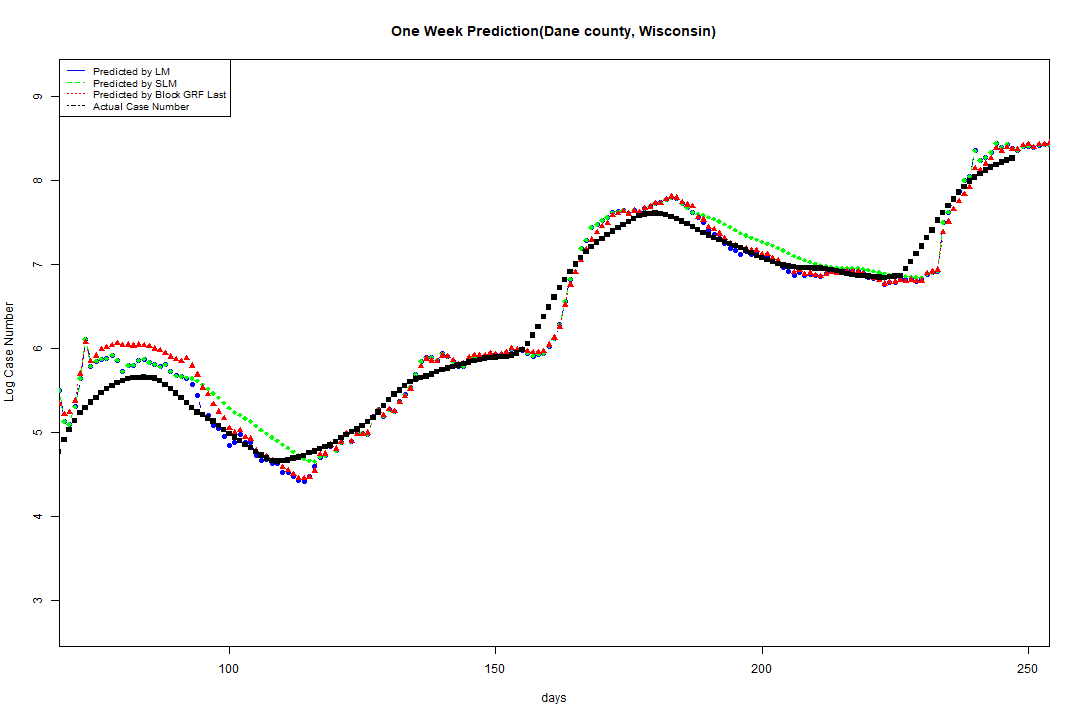 One Week Prediction(Dane county, Wisconsin)
Predicted by LM
Predicted by SLM
Predicted by Block GRF Last
Actual Case Number
9
8
7
6
5
4
3
Log Case Number
100 150 200 250
days